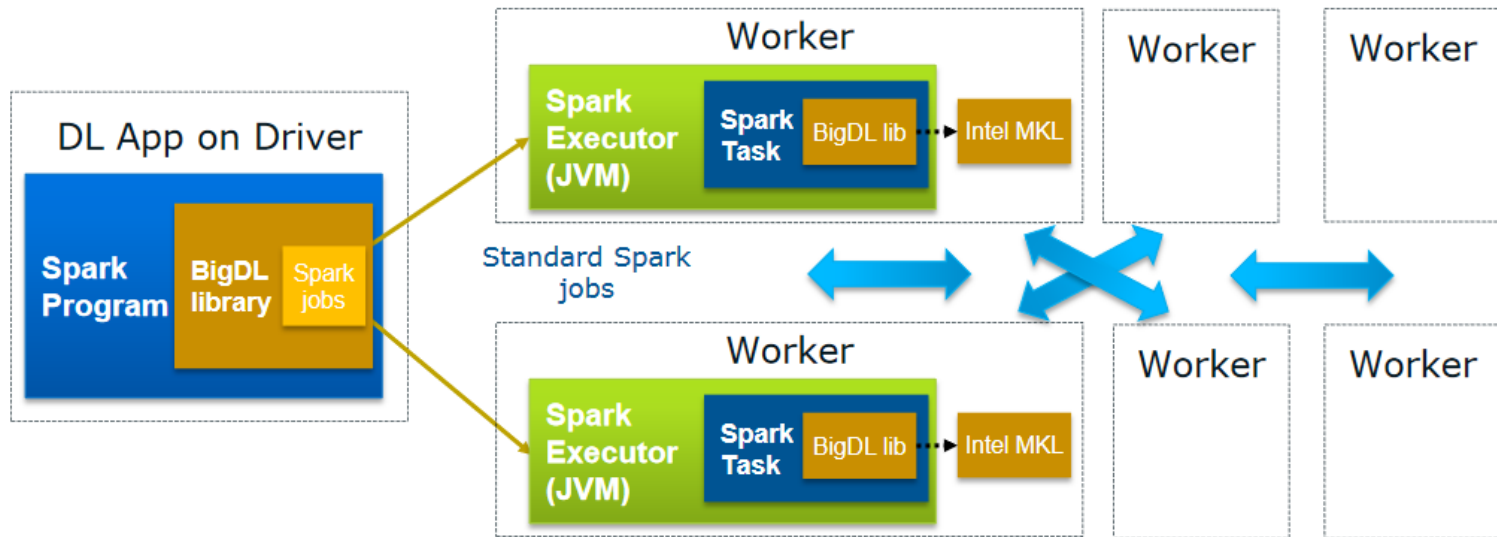 DL App on Driver
Spark
Program
BigDL
library
Spark
jobs
Worker
Spark
Executor
(JVM)
Spark
Task
BigDL lib
Intel MKL
Worker
Worker
Standard Spark
jobs
Worker
Spark
Executor
(JVM)
Spark
Task
BigDL lib
Intel MKL
Worker
Worker